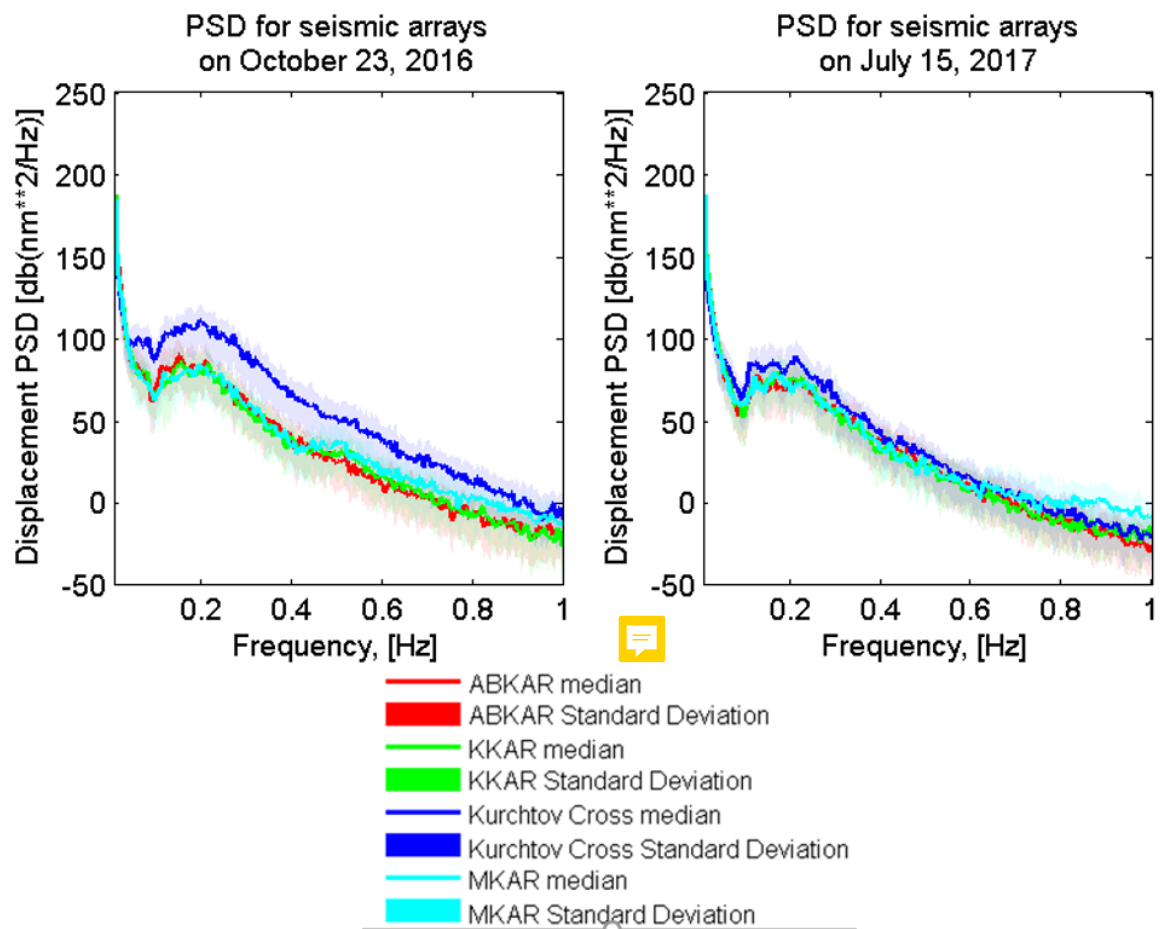 PSD for seismic arrays
on October 23, 2016
250
200
150
100
50
0
-50
0.2
0.4
0.6
0.8
1
Displacement PSD [db(nm**2/Hz)]
Frequency, [Hz]
PSD for seismic arrays
on July 15, 2017
250
200
150
100
50
0
-50
0.2
0.4
0.6
0.8
1
Displacement PSD [db(nm**2/Hz)]
Frequency, [Hz]
ABKAR median
ABKAR Standard Deviation
KKAR median
KKAR Standard Deviation
Kurchtov Cross median
Kurchtov Cross Standard Deviation
MKAR median
MKAR Standard Deviation